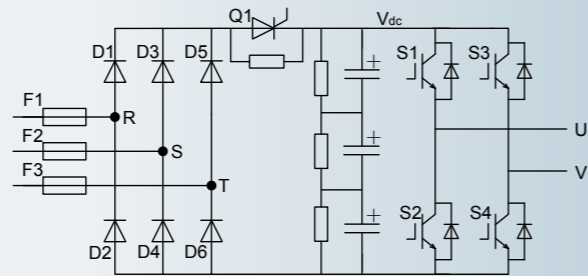 Q1
Vdc
D1 D3 D5
S1 S3
F1
R
F2
S
F3
T
U
V
D2 D4 D6
S2 S4
+
+
+